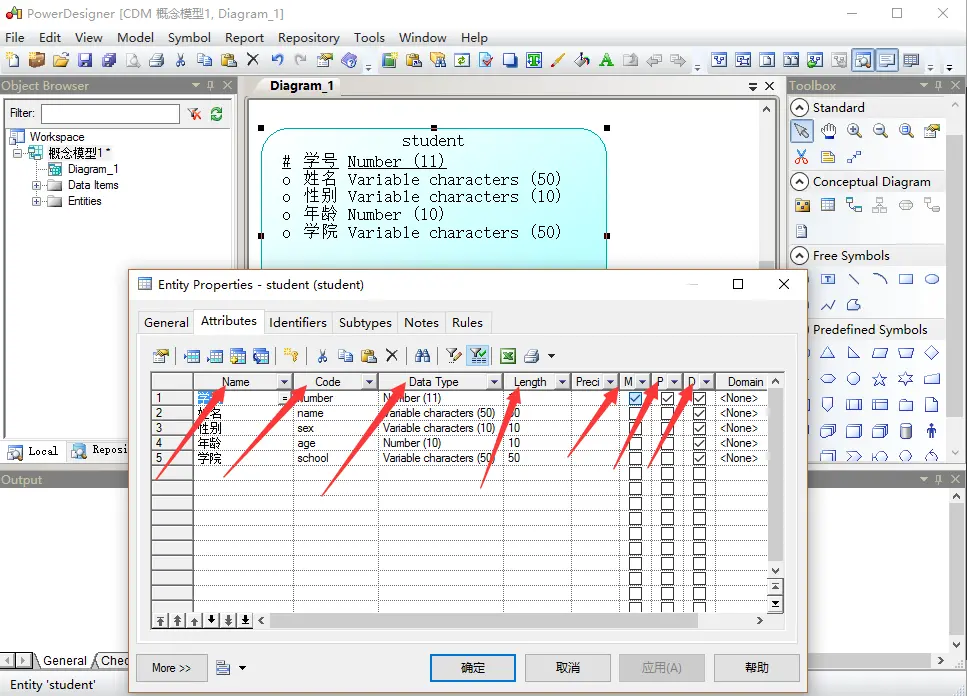 PowerDesigner [CDM 概念模型1, Diagram_1]
File Edit View Model Symbol Report Repository Tools Window Help
Object Browser
Filter:
Workspace
概念模型1 *
Diagram_1
Data Items
Entities
Local Reposi
Diagram_1
student
# 学号 Number (11)
o 姓名 Variable characters (50)
o 性别 Variable characters (10)
o 年龄 Number (10)
o 学院 Variable characters (50)
Toolbox
Standard
Conceptual Diagram
Free Symbols
Predefined Symbols
Output
General Chec
Entity 'student'
Entity Properties - student (student)
General Attributes Identifiers Subtypes Notes Rules
Name Code Data Type Length Preci M P D Domain
1 Number (11) <None>
2 姓名 name Variable characters (50) <None>
3 性别 sex Variable characters (10) 10 <None>
4 年龄 age Number (10) 10 <None>
5 学院 school Variable characters (50) 50 <None>
More >> 确定 取消 应用(A) 帮助